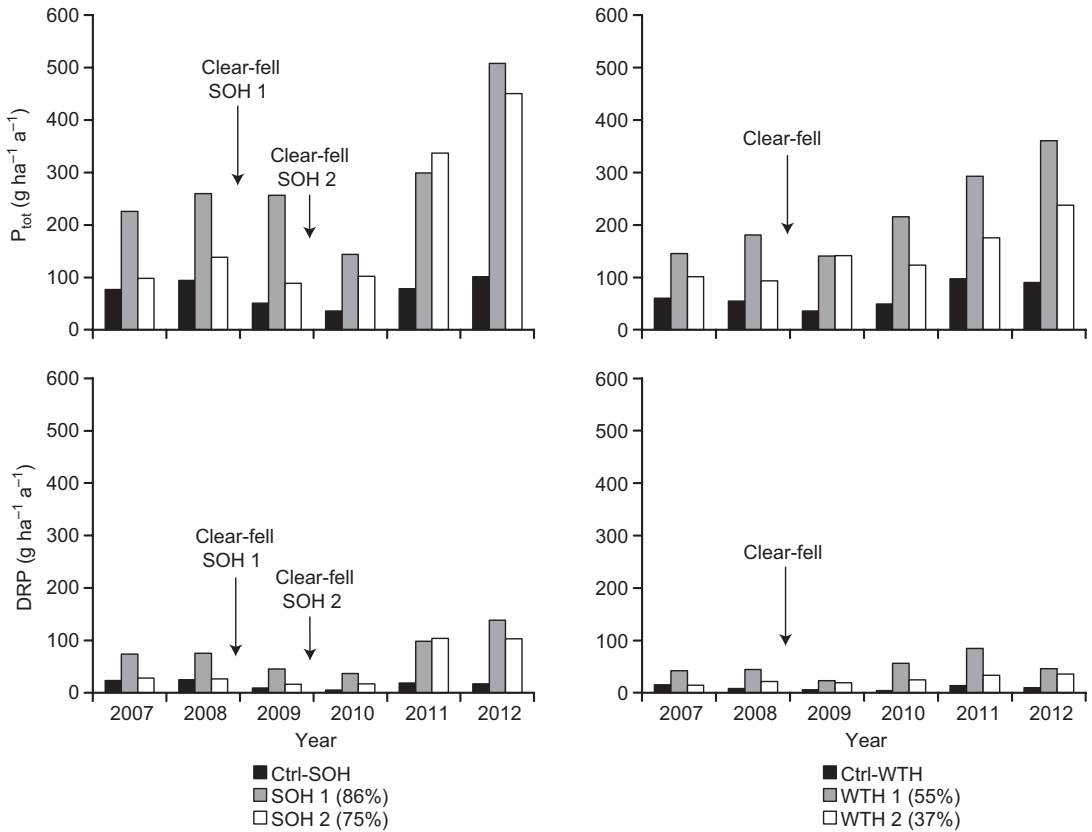 600
500
400
300
200
100
0
P_tot (g ha⁻¹ a⁻¹)
Clear-fell
SOH 1
Clear-fell
SOH 2
600
500
400
300
200
100
0
Clear-fell
600
500
400
300
200
100
0
DRP (g ha⁻¹ a⁻¹)
Clear-fell
SOH 1
Clear-fell
SOH 2
2007 2008 2009 2010 2011 2012
Year
Ctrl-SOH
SOH 1 (86%)
SOH 2 (75%)
600
500
400
300
200
100
0
Clear-fell
2007 2008 2009 2010 2011 2012
Year
Ctrl-WTH
WTH 1 (55%)
WTH 2 (37%)